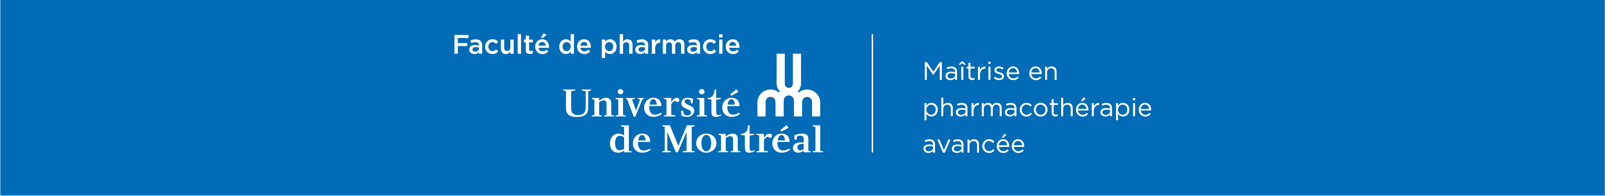 Faculté de pharmacie
Université
de Montréal
Maîtrise en
pharmacothérapie
avancée